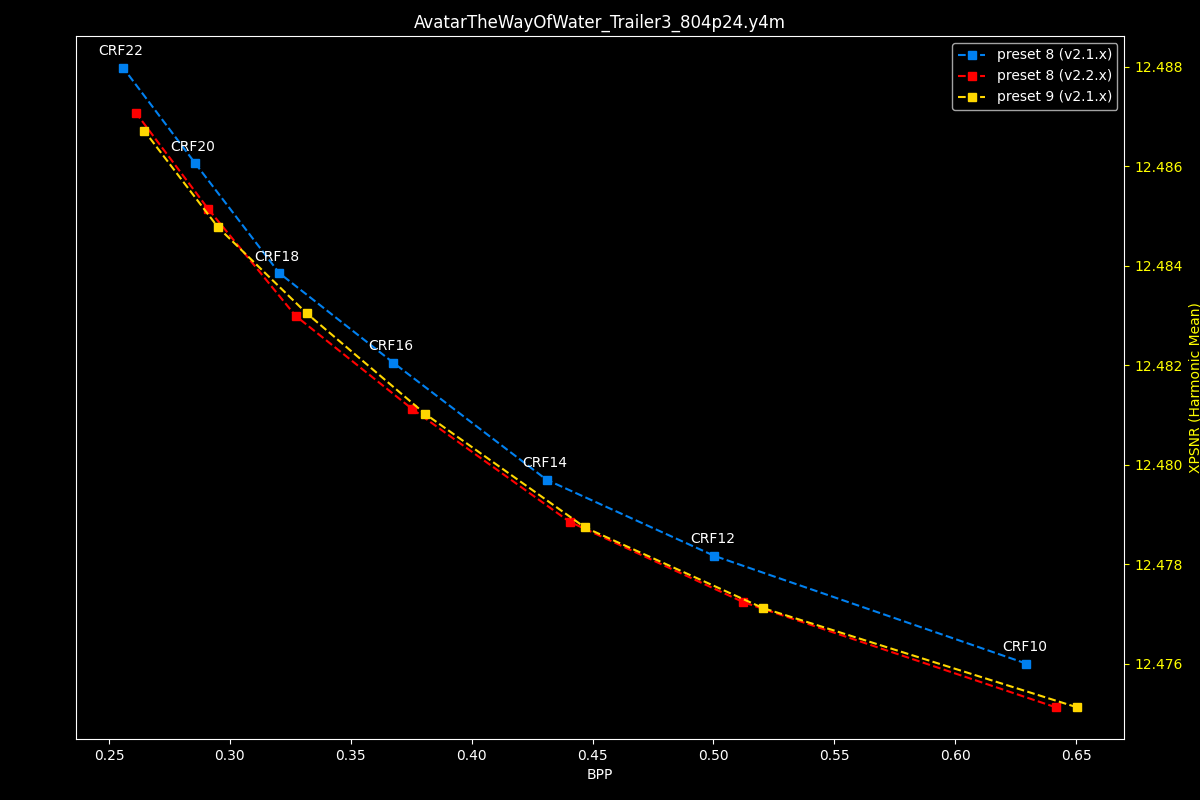 AvatarTheWayOfWater_Trailer3_804p24.y4m
preset 8 (v2.1.x)
preset 8 (v2.2.x)
preset 9 (v2.1.x)
CRF22
CRF20
CRF18
CRF16
CRF14
CRF12
CRF10
12.488
12.486
12.484
12.482
12.480
12.478
12.476
XPSNR (Harmonic Mean)
0.25 0.30 0.35 0.40 0.45 0.50 0.55 0.60 0.65
BPP